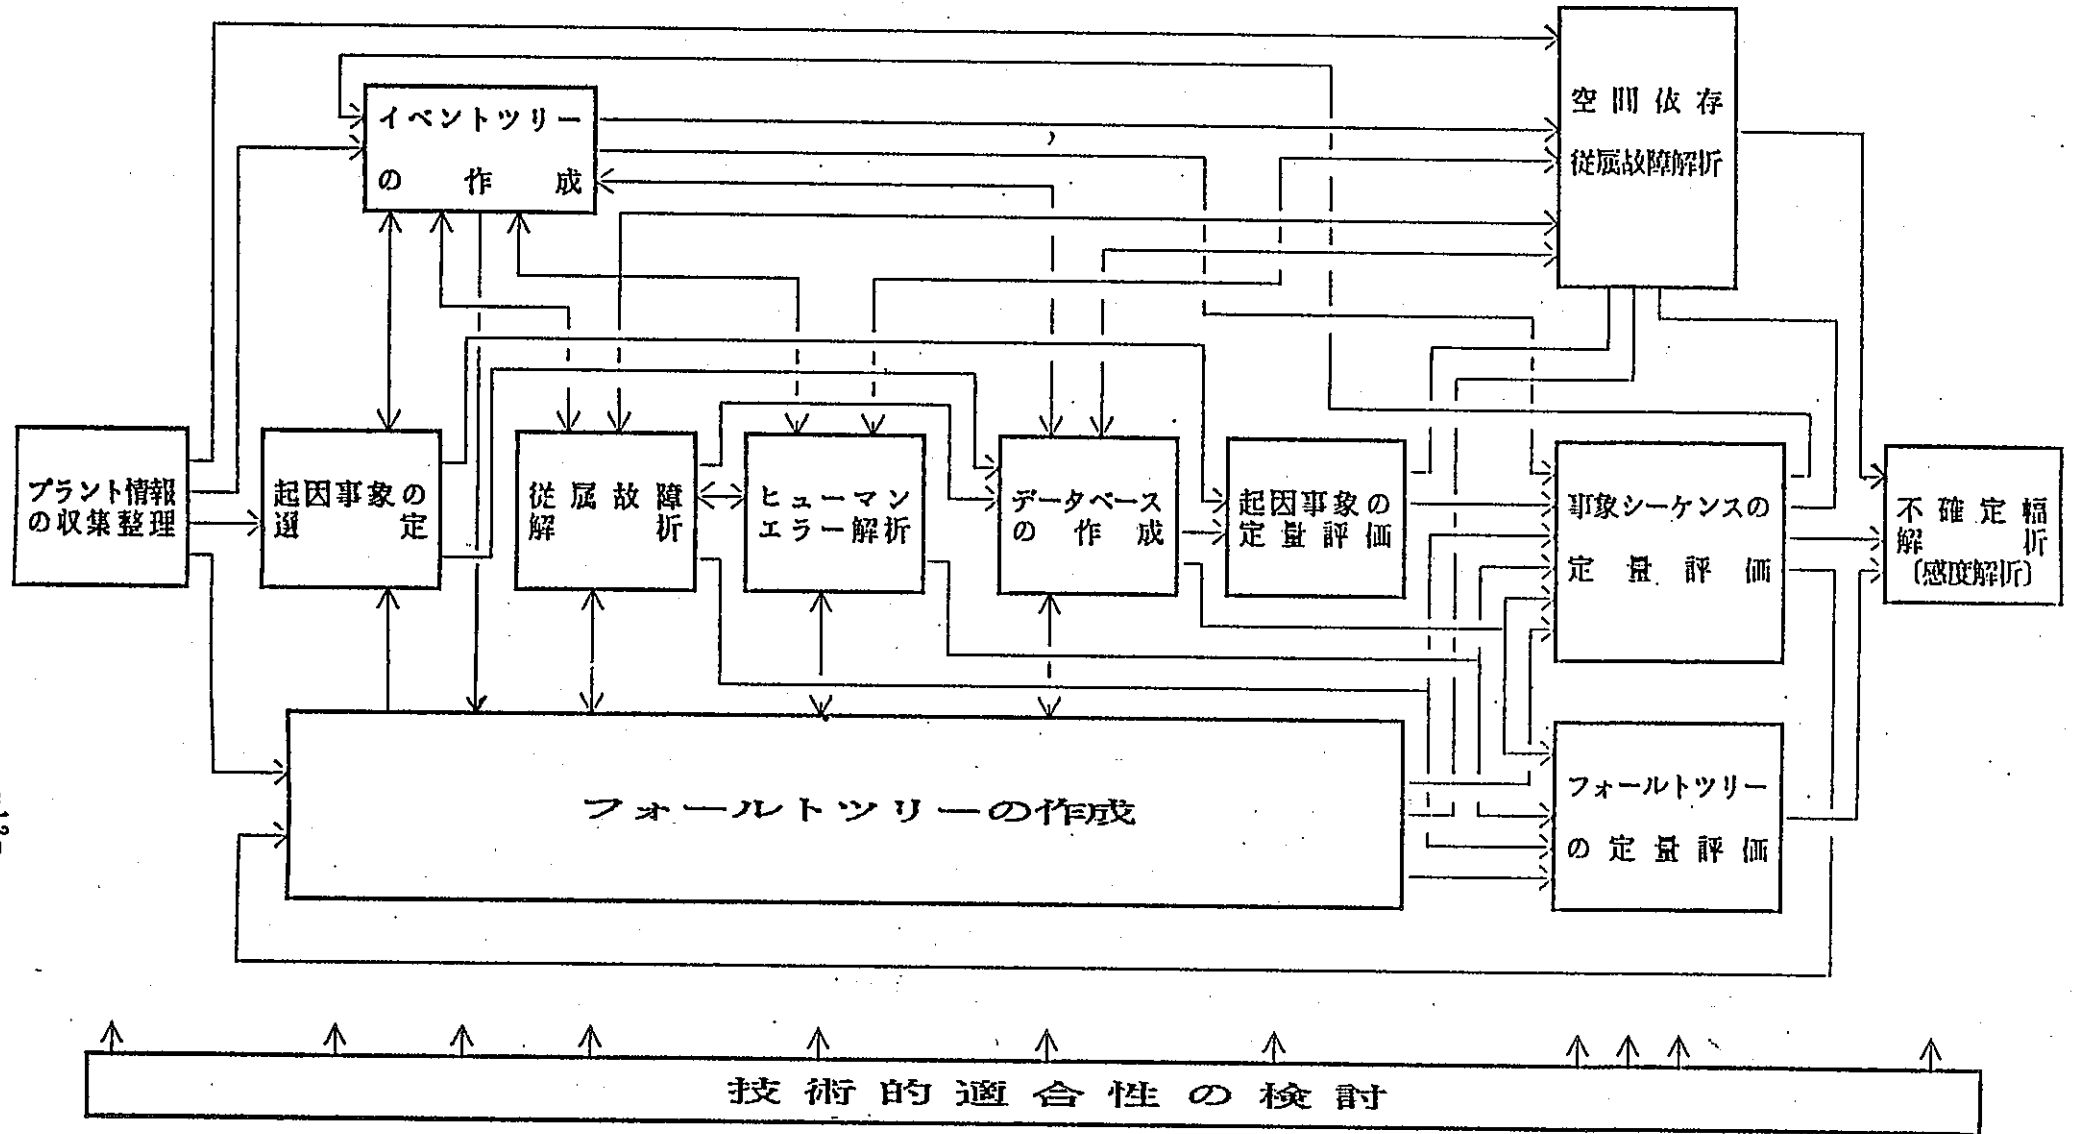 イベントツリー
の作成
空間依存
従属故障解析
プラント情報
の収集整理
起因事象の
選定
従属故障
解析
ヒューマン
エラー解析
データベース
の作成
起因事象の
定量評価
事象シーケンスの
定量評価
不確定幅
解析
〔感度解析〕
フォールトツリーの作成
フォールトツリー
の定量評価
技術的適合性の検討